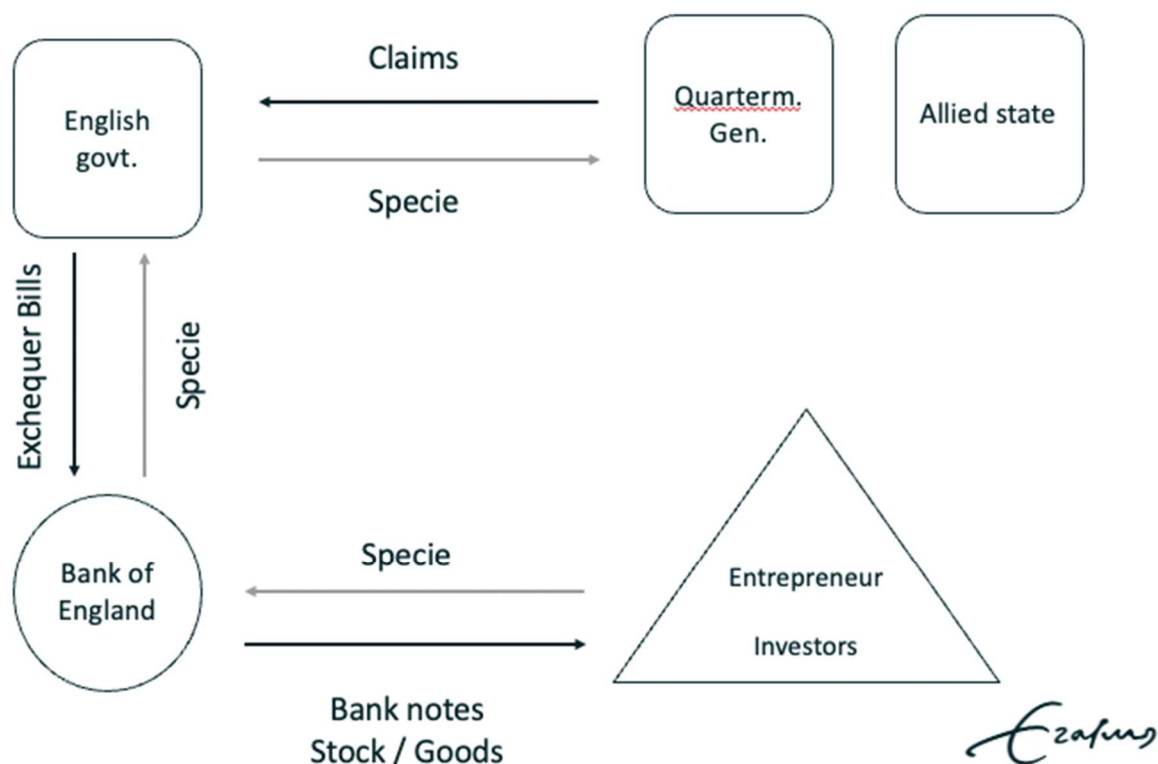 English
govt.
Claims
Specie
Quarterm.
Gen.
Allied state
Exchequer Bills
Specie
Bank of
England
Specie
Bank notes
Stock / Goods
Entrepreneur
Investors
Erasmus